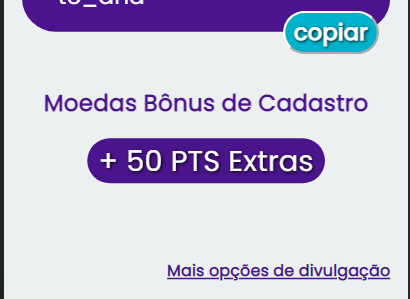 copiar
Moedas Bônus de Cadastro
+ 50 PTS Extras
Mais opções de divulgação